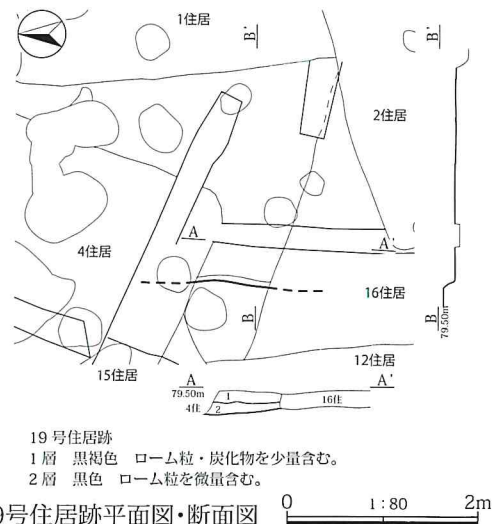 1住居
B'
B'
2住居
A
A'
4住居
16住居
B
B
79.50m
12住居
15住居
A
A'
79.50m
1
4住
2
16住
19号住居跡
1層 黒褐色 ローム粒・炭化物を少量含む。
2層 黒色 ローム粒を微量含む。
9号住居跡平面図・断面図
0 1:80 2m